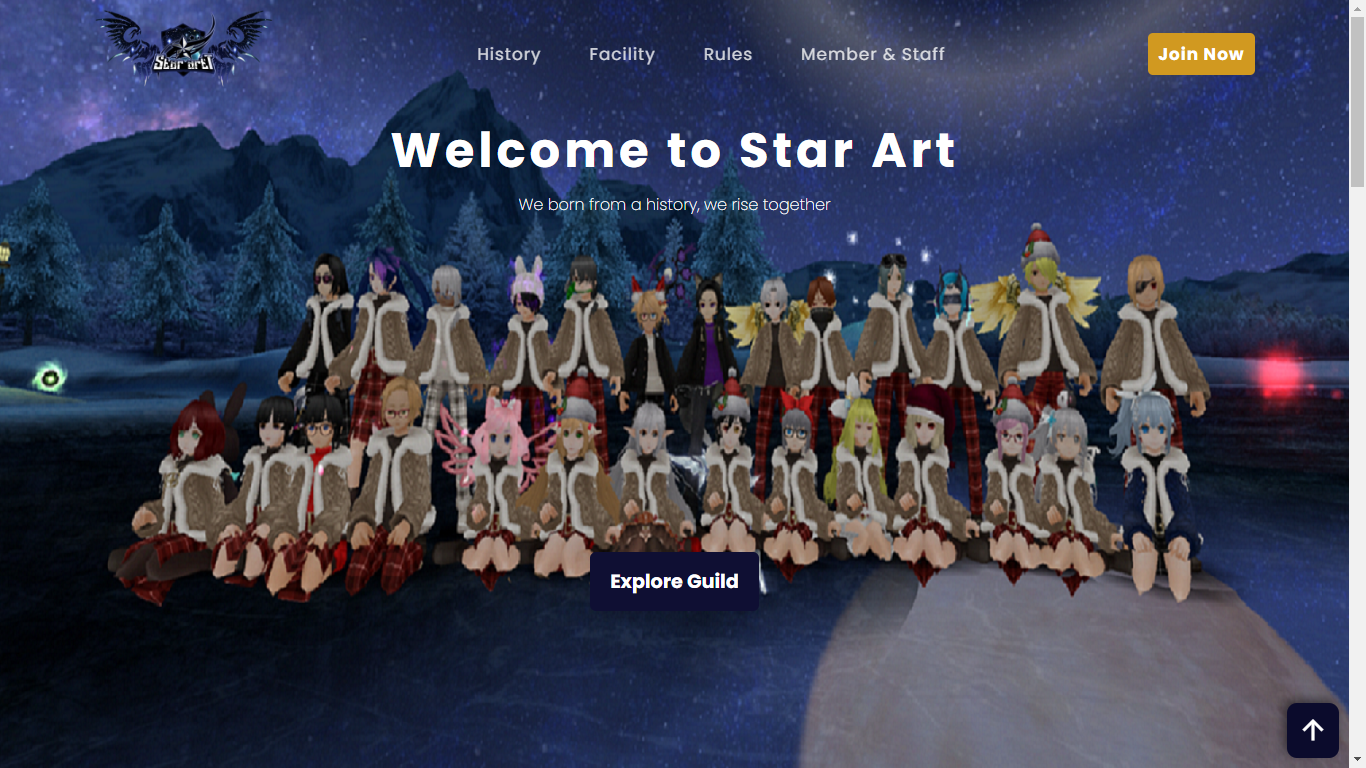 Star Art
History
Facility
Rules
Member & Staff
Join Now
Welcome to Star Art
We born from a history, we rise together
Explore Guild